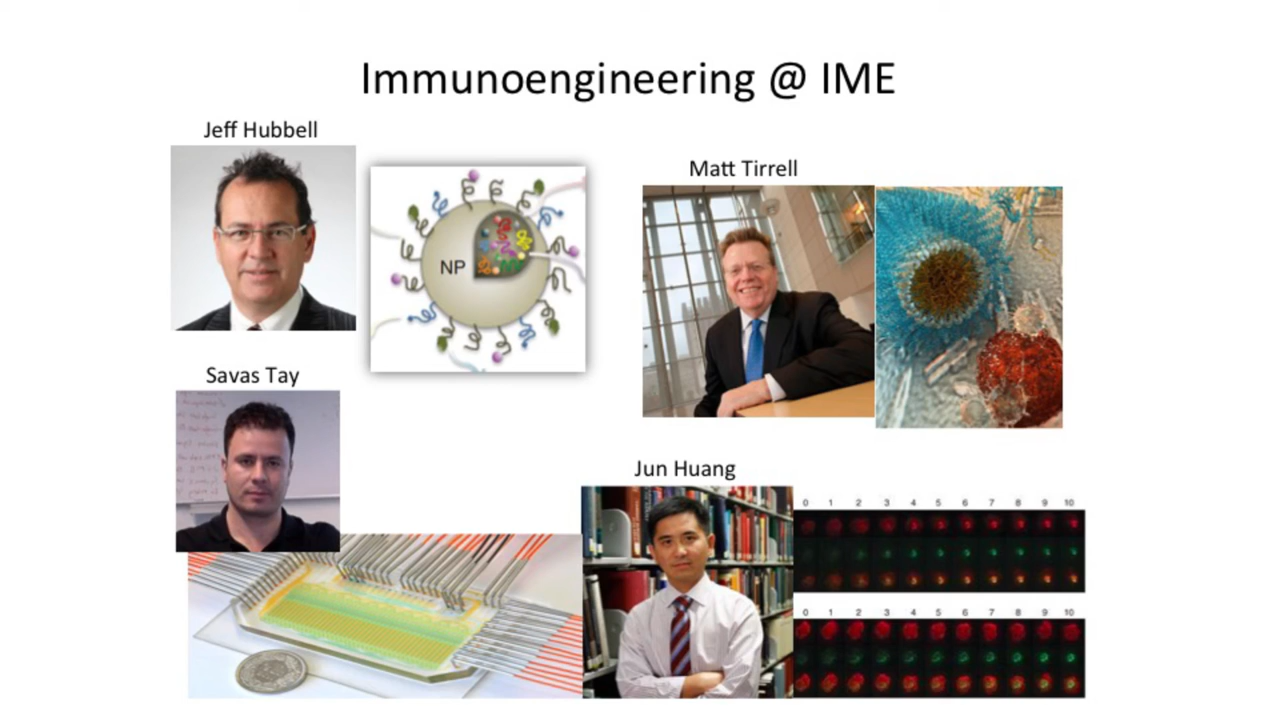 Immunoengineering @ IME
Jeff Hubbell
Matt Tirrell
NP
Savas Tay
Jun Huang
0 1 2 3 4 5 6 7 8 9 10
0 1 2 3 4 5 6 7 8 9 10